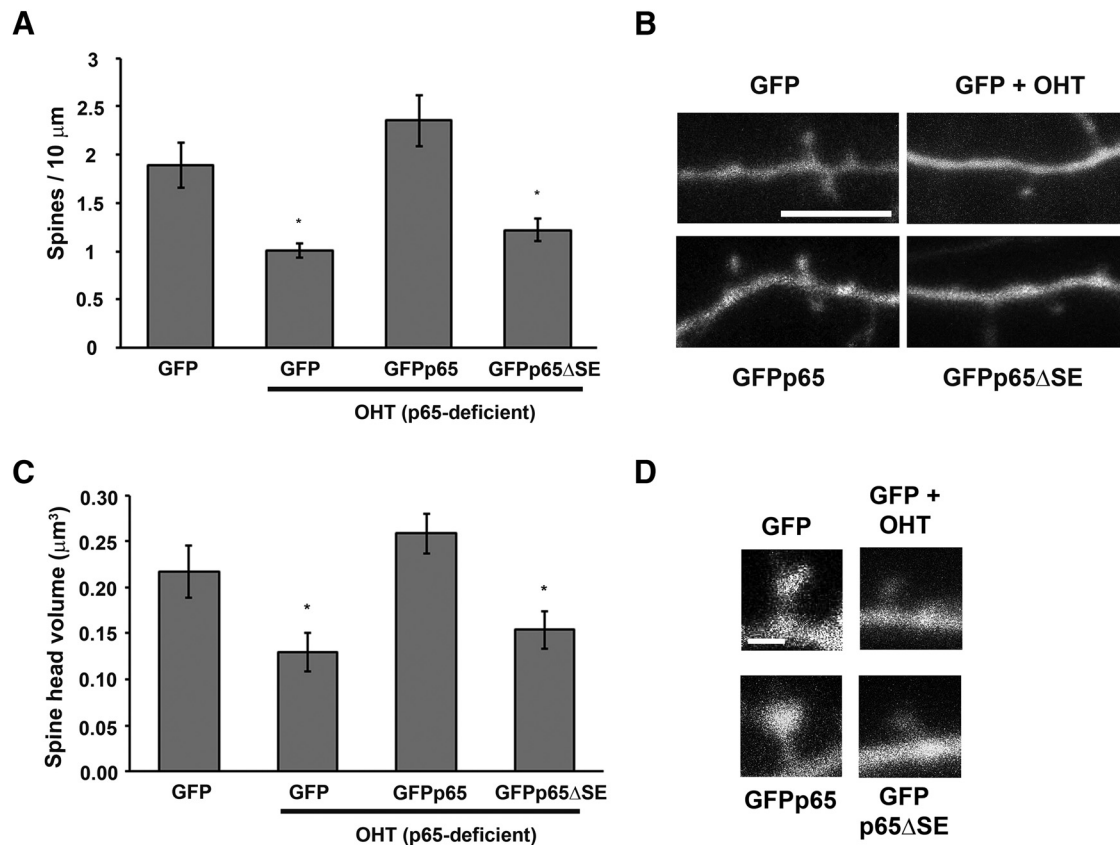 A
Spines / 10 μm
3
2.5
2
1.5
1
0.5
0
*
*
GFP
GFP
GFPp65
GFPp65ΔSE
OHT (p65-deficient)
B
GFP
GFP + OHT
GFPp65
GFPp65ΔSE
C
Spine head volume (μm³)
0.30
0.25
0.20
0.15
0.10
0.05
0.00
*
*
GFP
GFP
GFPp65
GFPp65ΔSE
OHT (p65-deficient)
D
GFP
GFP +
OHT
GFPp65
GFP
p65ΔSE